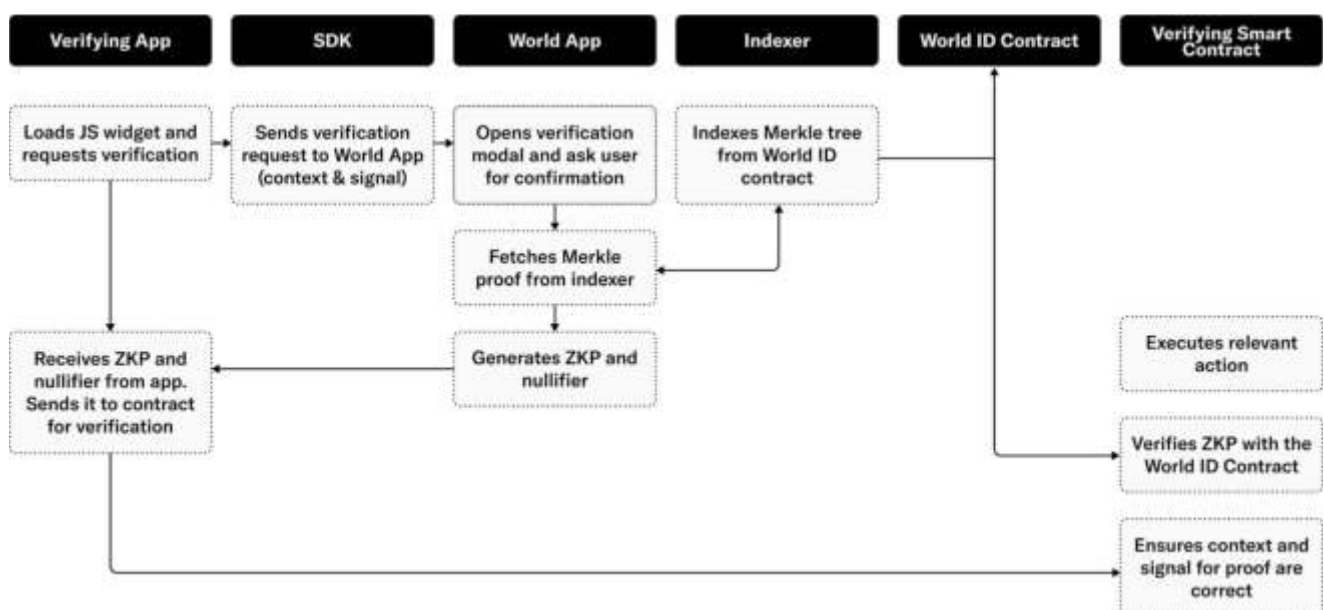 Verifying App
SDK
World App
Indexer
World ID Contract
Verifying Smart
Contract
Loads JS widget and
requests verification
Sends verification
request to World App
(context & signal)
Opens verification
modal and ask user
for confirmation
Indexes Merkle tree
from World ID
contract
Fetches Merkle
proof from indexer
Receives ZKP and
nullifier from app.
Sends it to contract
for verification
Generates ZKP and
nullifier
Executes relevant
action
Verifies ZKP with the
World ID Contract
Ensures context and
signal for proof are
correct